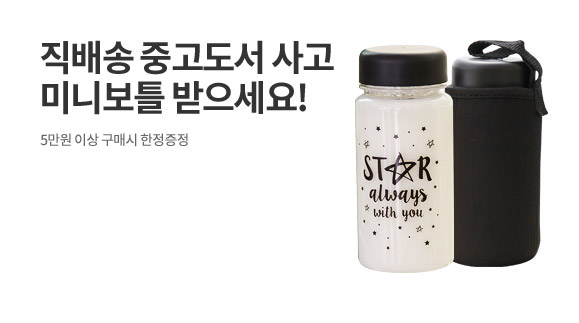 직배송 중고도서 사고
미니보틀 받으세요!
5만원 이상 구매시 한정증정
ST☆R
always
with you